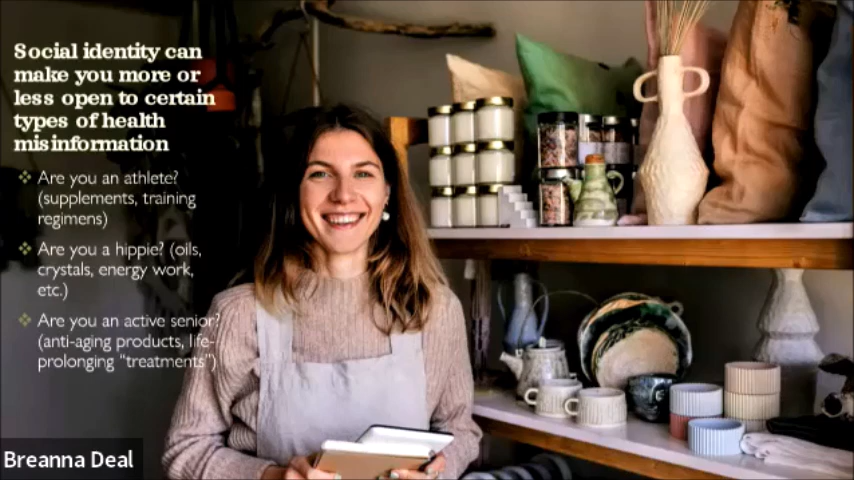 Social identity can
make you more or
less open to certain
types of health
misinformation
Are you an athlete?
(supplements, training
regimens)
Are you a hippie? (oils,
crystals, energy work,
etc.)
Are you an active senior?
(anti-aging products, life-
prolonging “treatments”)
Breanna Deal